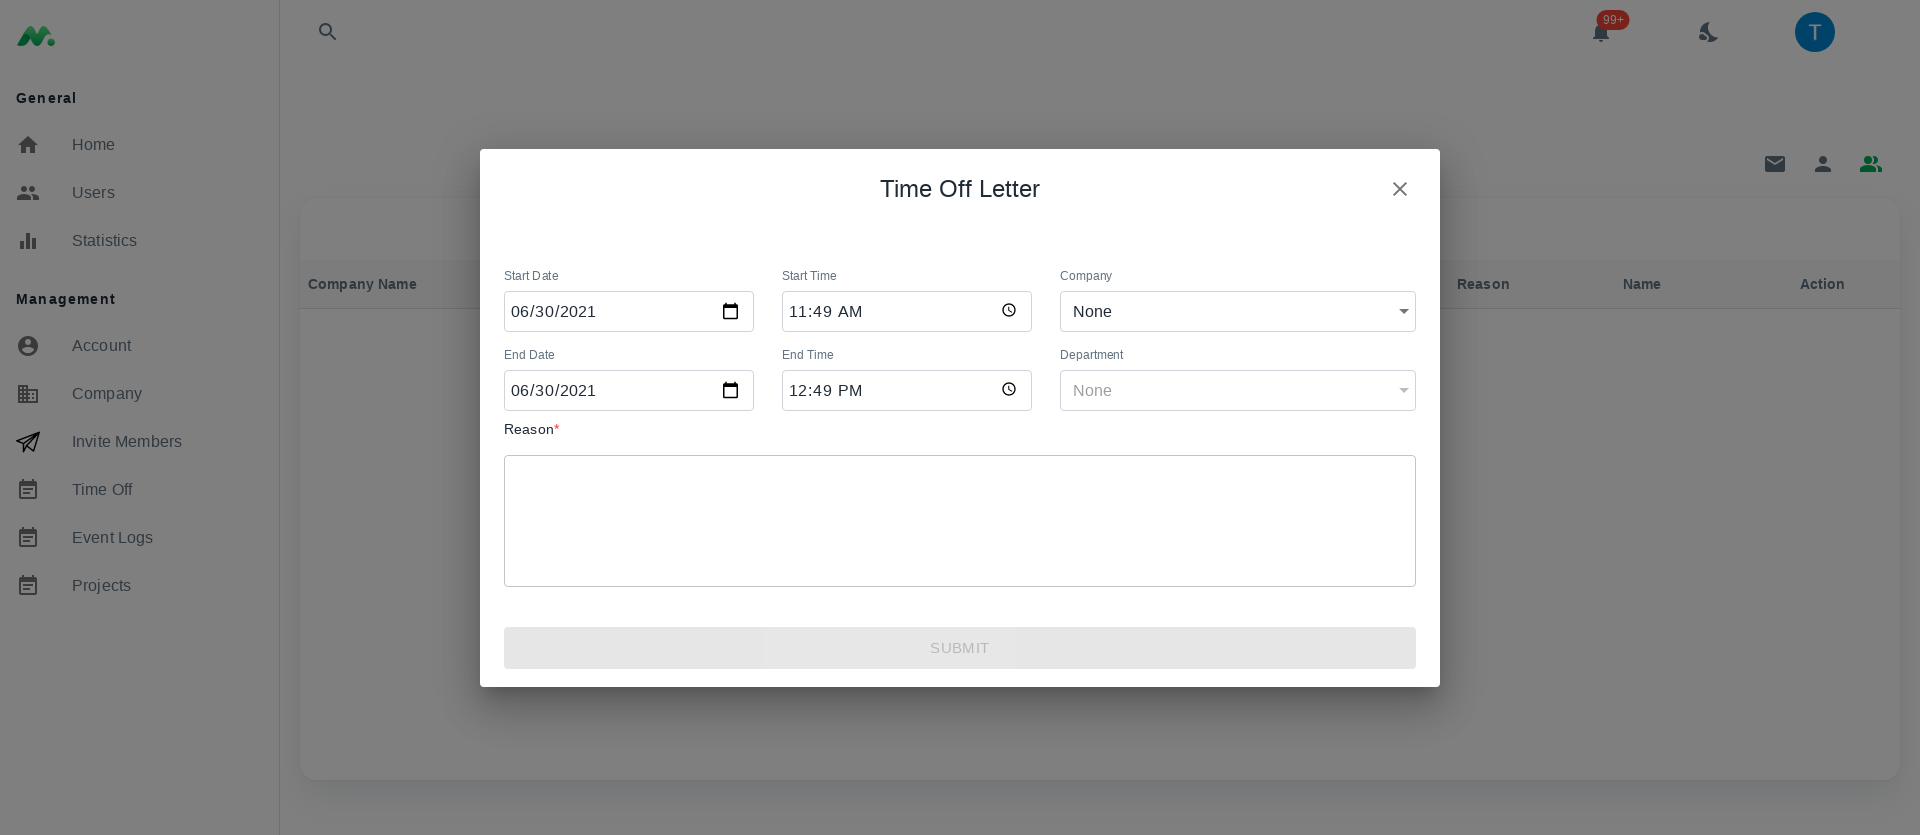 99+
T
General
Home
Users
Statistics
Management
Account
Company
Invite Members
Time Off
Event Logs
Projects
Company Name
Reason
Name
Action
Time Off Letter
Start Date
Start Time
Company
06/30/2021
11:49 AM
None
End Date
End Time
Department
06/30/2021
12:49 PM
None
Reason*
SUBMIT